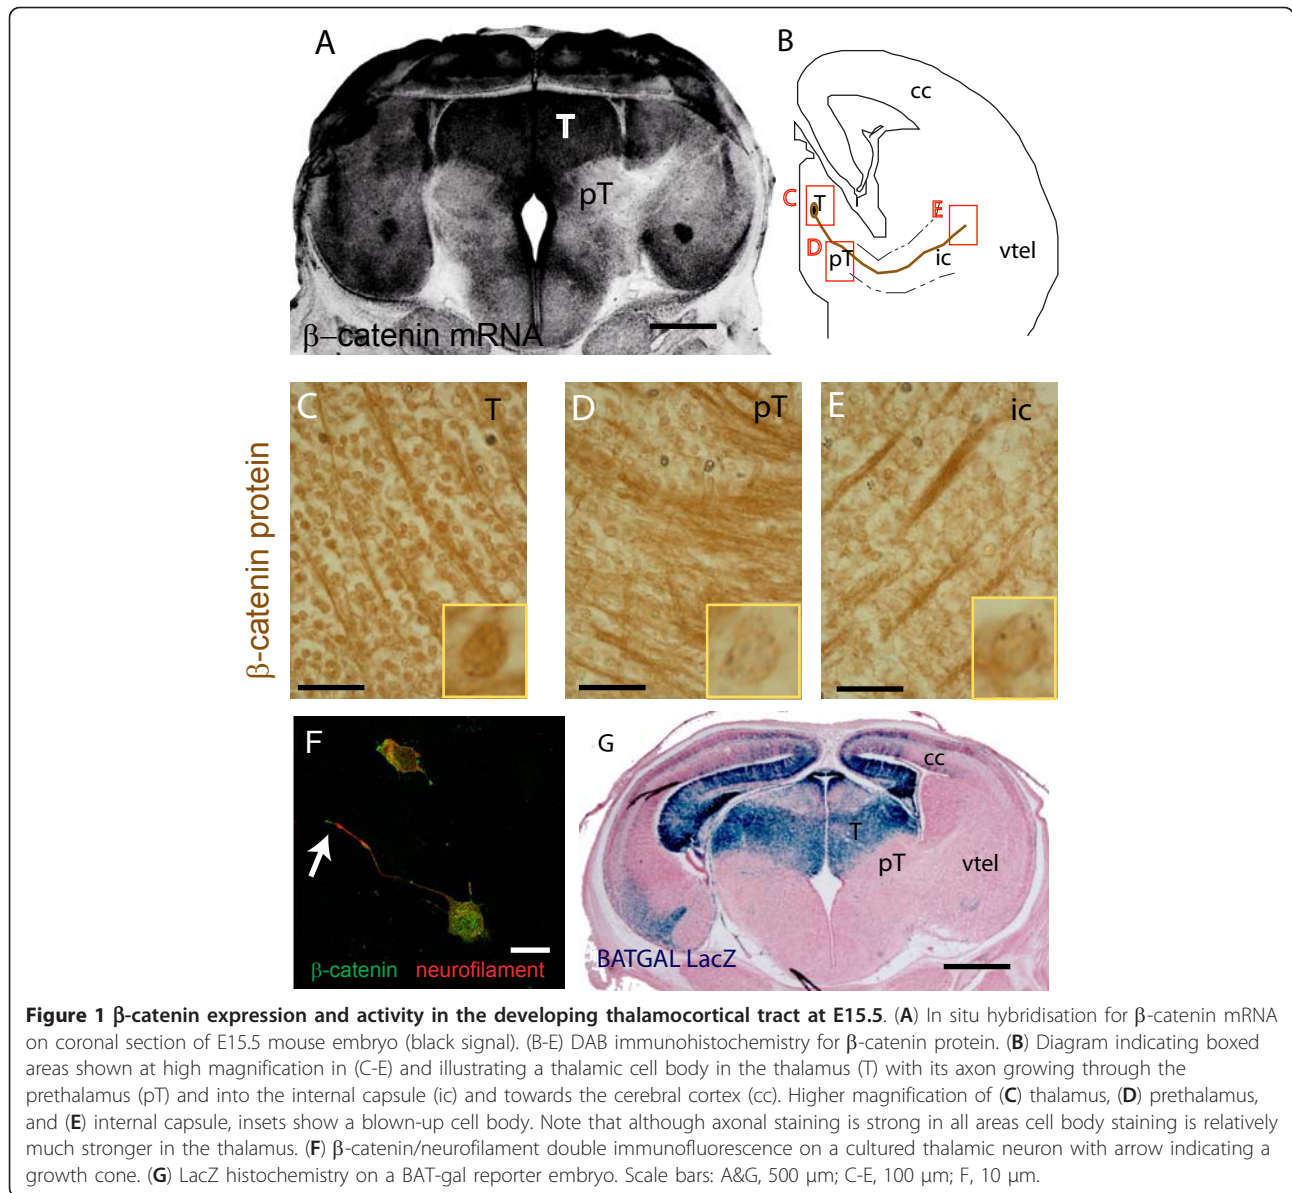 A
T
pT
β–catenin mRNA
B
cc
C
T
E
D
pT
ic
vtel
β-catenin protein
C
T
D
pT
E
ic
F
β-catenin neurofilament
G
cc
T
pT
vtel
BATGAL LacZ
Figure 1 β-catenin expression and activity in the developing thalamocortical tract at E15.5. (A) In situ hybridisation for β-catenin mRNA
on coronal section of E15.5 mouse embryo (black signal). (B-E) DAB immunohistochemistry for β-catenin protein. (B) Diagram indicating boxed
areas shown at high magnification in (C-E) and illustrating a thalamic cell body in the thalamus (T) with its axon growing through the
prethalamus (pT) and into the internal capsule (ic) and towards the cerebral cortex (cc). Higher magnification of (C) thalamus, (D) prethalamus,
and (E) internal capsule, insets show a blown-up cell body. Note that although axonal staining is strong in all areas cell body staining is relatively
much stronger in the thalamus. (F) β-catenin/neurofilament double immunofluorescence on a cultured thalamic neuron with arrow indicating a
growth cone. (G) LacZ histochemistry on a BAT-gal reporter embryo. Scale bars: A&G, 500 μm; C-E, 100 μm; F, 10 μm.